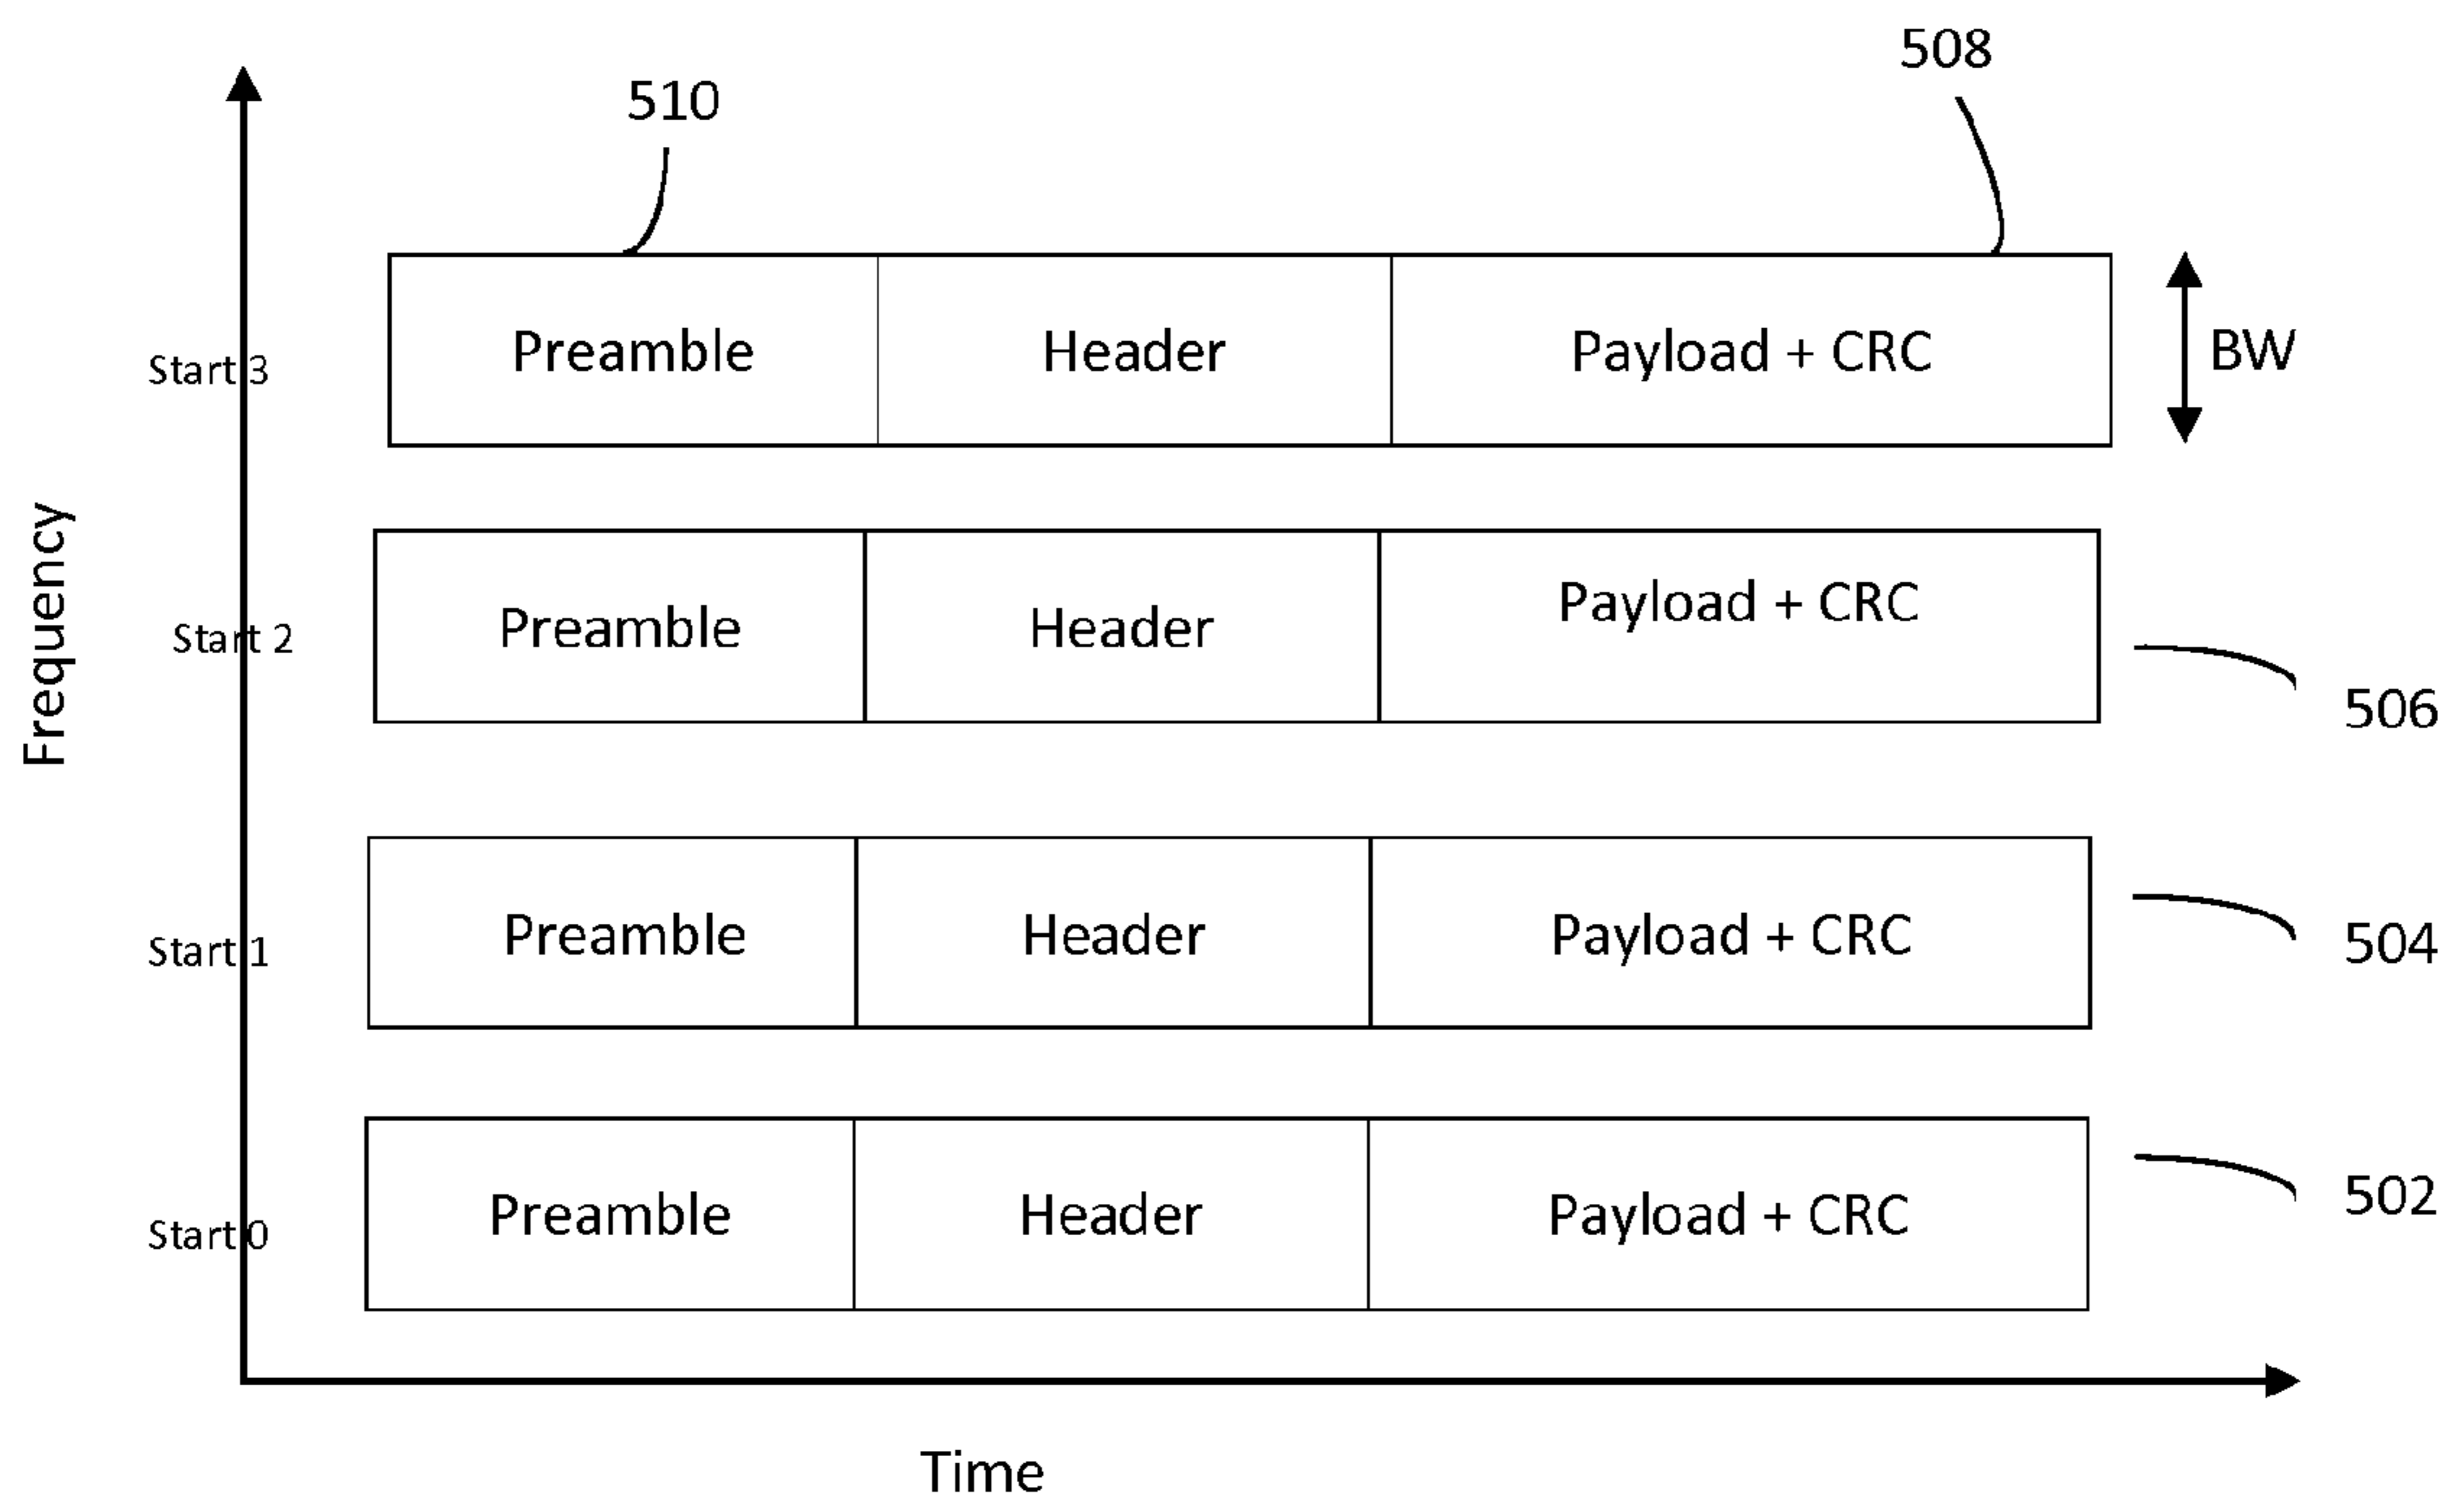 508
510
Start 3
Preamble
Header
Payload + CRC
BW
Frequency
Start 2
Preamble
Header
Payload + CRC
506
Start 1
Preamble
Header
Payload + CRC
504
Start 0
Preamble
Header
Payload + CRC
502
Time